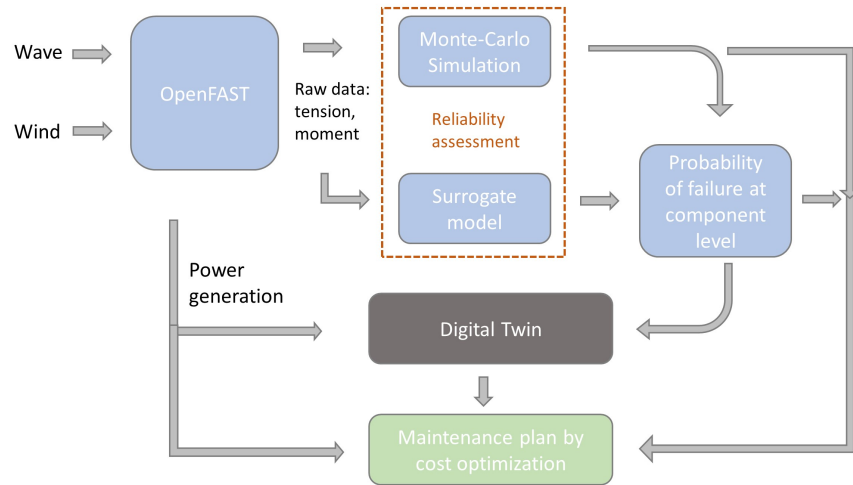 Wave
Wind
OpenFAST
Raw data:
tension,
moment
Monte-Carlo
Simulation
Reliability
assessment
Surrogate
model
Probability
of failure at
component
level
Power
generation
Digital Twin
Maintenance plan by
cost optimization